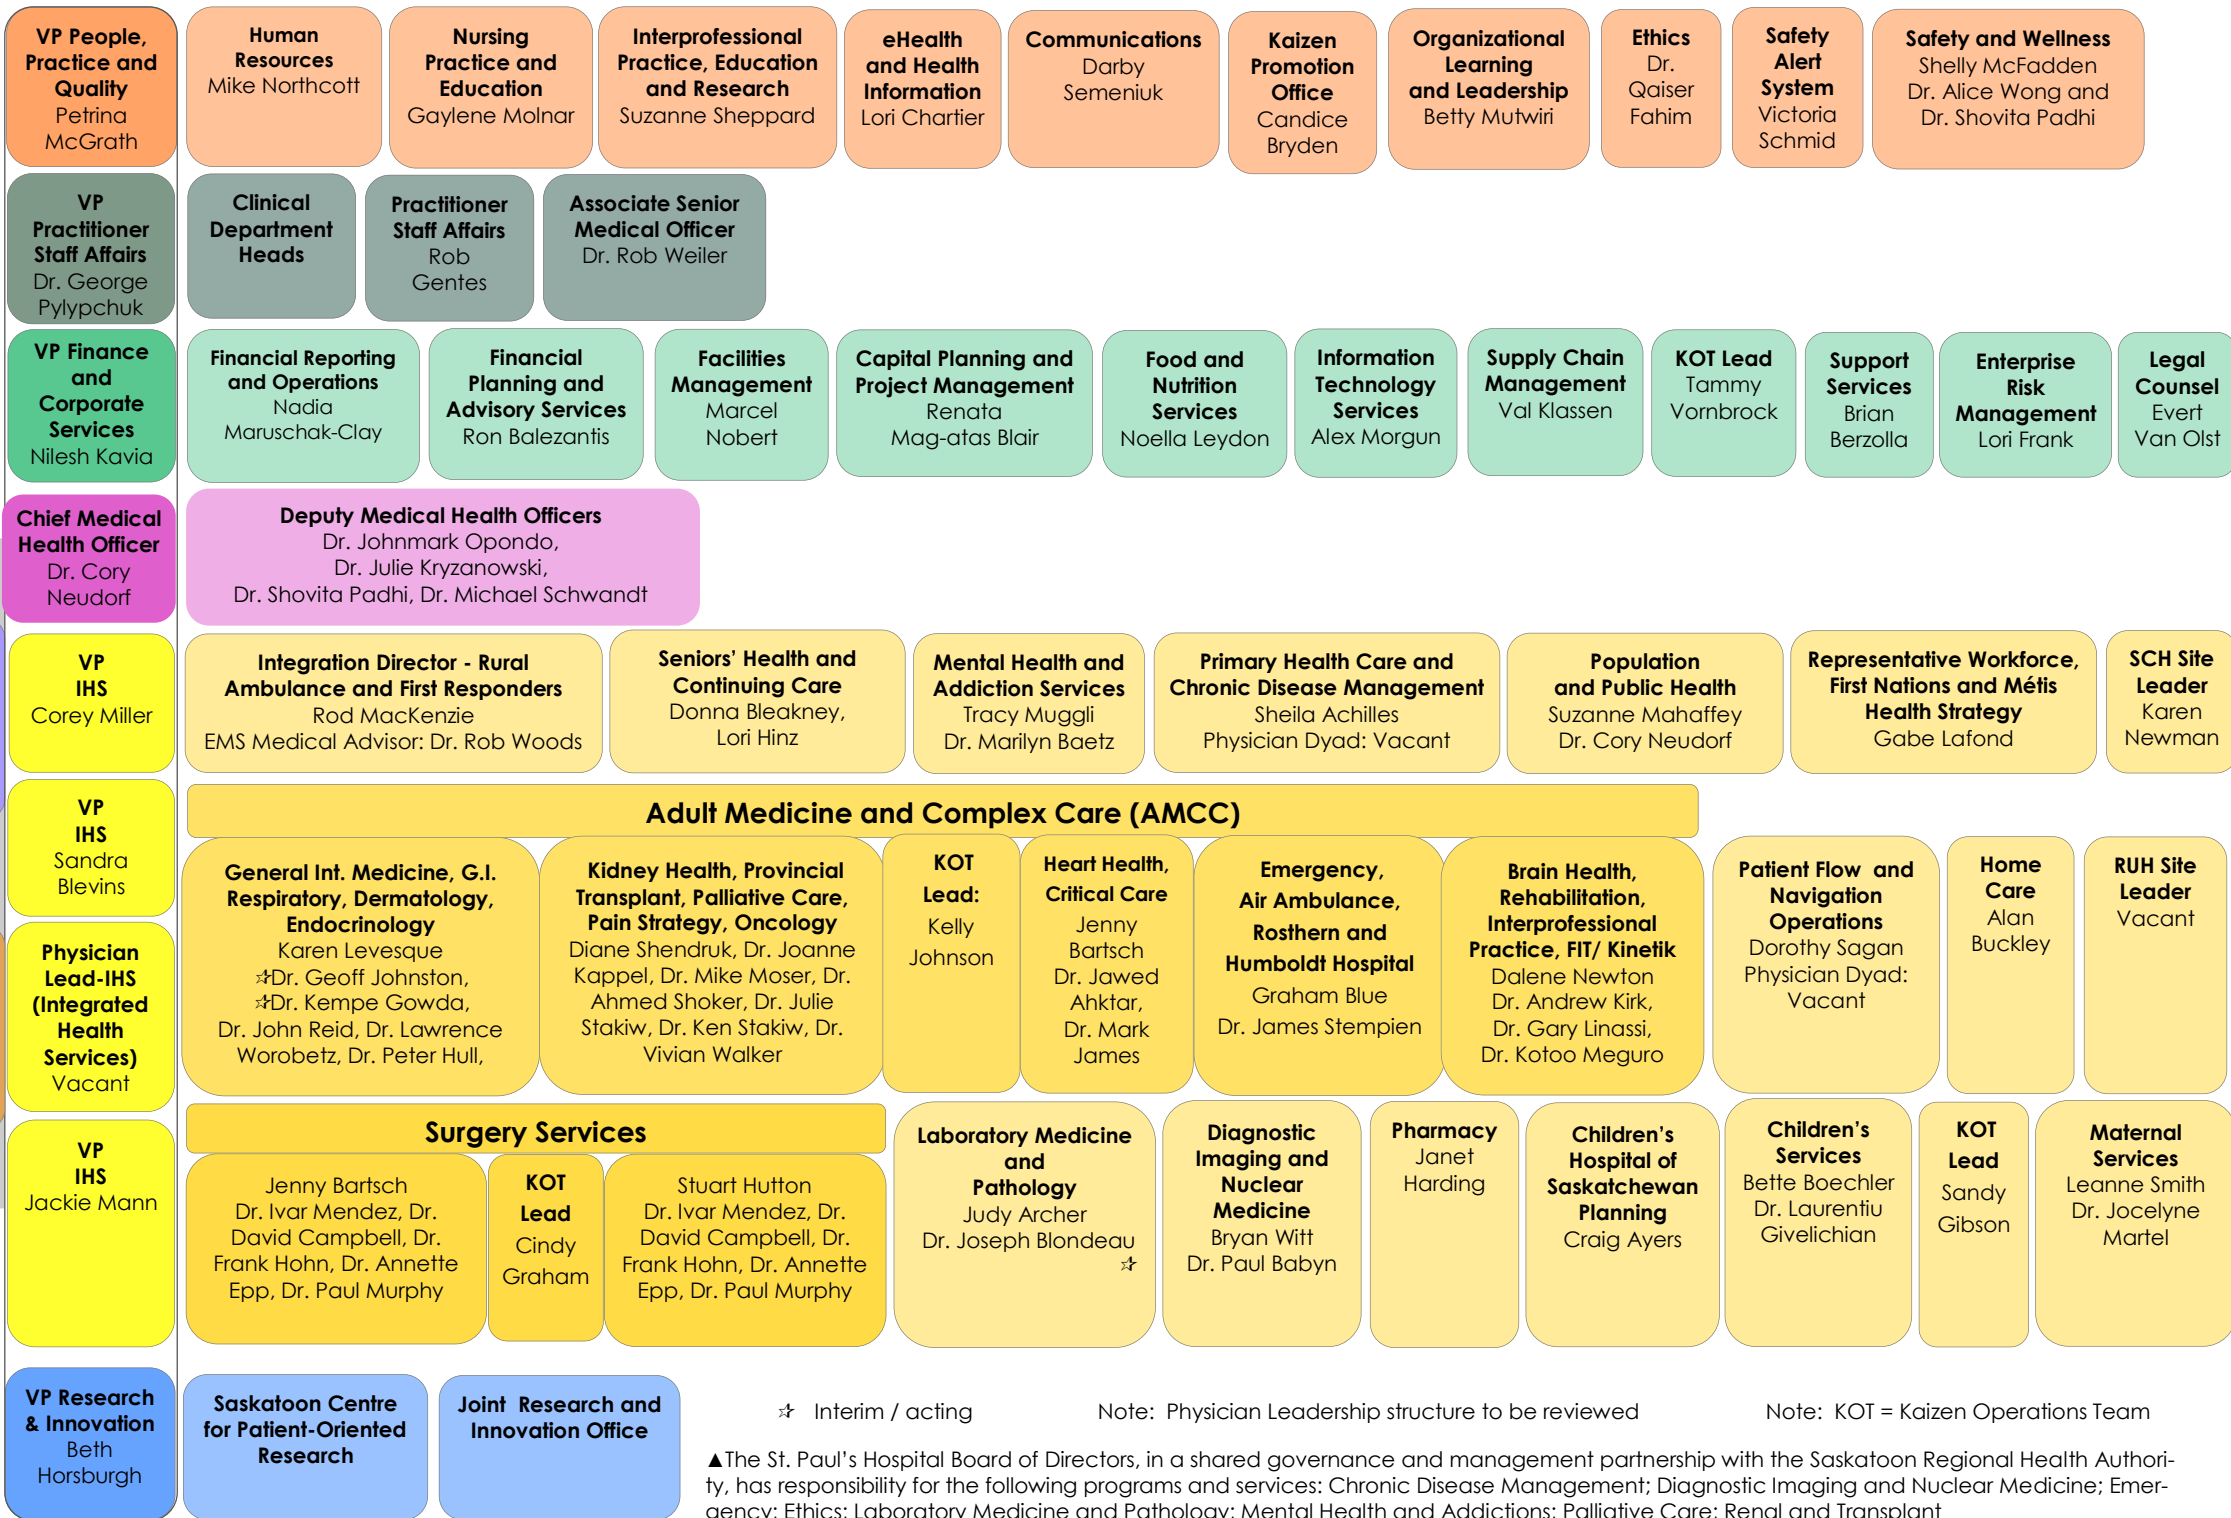 VP People,
Practice and
Quality
Petrina
McGrath
Human
Resources
Mike Northcott
Nursing
Practice and
Education
Gaylene Molnar
Interprofessional
Practice, Education
and Research
Suzanne Sheppard
eHealth
and Health
Information
Lori Chartier
Communications
Darby
Semeniuk
Kaizen
Promotion
Office
Candice
Bryden
Organizational
Learning
and Leadership
Betty Mutwiri
Ethics
Dr.
Qaiser
Fahim
Safety
Alert
System
Victoria
Schmid
Safety and Wellness
Shelly McFadden
Dr. Alice Wong and
Dr. Shovita Padhi
VP
Practitioner
Staff Affairs
Dr. George
Pylypchuk
Clinical
Department
Heads
Practitioner
Staff Affairs
Rob
Gentes
Associate Senior
Medical Officer
Dr. Rob Weiler
VP Finance
and
Corporate
Services
Nilesh Kavia
Financial Reporting
and Operations
Nadia
Maruschak-Clay
Financial
Planning and
Advisory Services
Ron Balezantis
Facilities
Management
Marcel
Nobert
Capital Planning and
Project Management
Renata
Mag-atas Blair
Food and
Nutrition
Services
Noella Leydon
Information
Technology
Services
Alex Morgun
Supply Chain
Management
Val Klassen
KOT Lead
Tammy
Vornbrock
Support
Services
Brian
Berzolla
Enterprise
Risk
Management
Lori Frank
Legal
Counsel
Evert
Van Olst
Chief Medical
Health Officer
Dr. Cory
Neudorf
Deputy Medical Health Officers
Dr. Johnmark Opondo,
Dr. Julie Kryzanowski,
Dr. Shovita Padhi, Dr. Michael Schwandt
VP
IHS
Corey Miller
Integration Director - Rural
Ambulance and First Responders
Rod MacKenzie
EMS Medical Advisor: Dr. Rob Woods
Seniors' Health and
Continuing Care
Donna Bleakney,
Lori Hinz
Mental Health and
Addiction Services
Tracy Muggli
Dr. Marilyn Baetz
Primary Health Care and
Chronic Disease Management
Sheila Achilles
Physician Dyad: Vacant
Population
and Public Health
Suzanne Mahaffey
Dr. Cory Neudorf
Representative Workforce,
First Nations and Métis
Health Strategy
Gabe Lafond
SCH Site
Leader
Karen
Newman
VP
IHS
Sandra
Blevins
Physician
Lead-IHS
(Integrated
Health
Services)
Vacant
Adult Medicine and Complex Care (AMCC)
General Int. Medicine, G.I.
Respiratory, Dermatology,
Endocrinology
Karen Levesque
☆Dr. Geoff Johnston,
☆Dr. Kempe Gowda,
Dr. John Reid, Dr. Lawrence
Worobetz, Dr. Peter Hull,
Kidney Health, Provincial
Transplant, Palliative Care,
Pain Strategy, Oncology
Diane Shendruk, Dr. Joanne
Kappel, Dr. Mike Moser, Dr.
Ahmed Shoker, Dr. Julie
Stakiw, Dr. Ken Stakiw, Dr.
Vivian Walker
KOT
Lead:
Kelly
Johnson
Heart Health,
Critical Care
Jenny
Bartsch
Dr. Jawed
Ahktar,
Dr. Mark
James
Emergency,
Air Ambulance,
Rosthern and
Humboldt Hospital
Graham Blue
Dr. James Stempien
Brain Health,
Rehabilitation,
Interprofessional
Practice, FIT/ Kinetik
Dalene Newton
Dr. Andrew Kirk,
Dr. Gary Linassi,
Dr. Kotoo Meguro
Patient Flow and
Navigation
Operations
Dorothy Sagan
Physician Dyad:
Vacant
Home
Care
Alan
Buckley
RUH Site
Leader
Vacant
VP
IHS
Jackie Mann
Surgery Services
Jenny Bartsch
Dr. Ivar Mendez, Dr.
David Campbell, Dr.
Frank Hohn, Dr. Annette
Epp, Dr. Paul Murphy
KOT
Lead
Cindy
Graham
Stuart Hutton
Dr. Ivar Mendez, Dr.
David Campbell, Dr.
Frank Hohn, Dr. Annette
Epp, Dr. Paul Murphy
Laboratory Medicine
and
Pathology
Judy Archer
Dr. Joseph Blondeau
☆
Diagnostic
Imaging and
Nuclear
Medicine
Bryan Witt
Dr. Paul Babyn
Pharmacy
Janet
Harding
Children's
Hospital of
Saskatchewan
Planning
Craig Ayers
Children's
Services
Bette Boechler
Dr. Laurentiu
Givelichian
KOT
Lead
Sandy
Gibson
Maternal
Services
Leanne Smith
Dr. Jocelyne
Martel
VP Research
& Innovation
Beth
Horsburgh
Saskatoon Centre
for Patient-Oriented
Research
Joint Research and
Innovation Office
☆ Interim / acting
Note: Physician Leadership structure to be reviewed
Note: KOT = Kaizen Operations Team
▲The St. Paul's Hospital Board of Directors, in a shared governance and management partnership with the Saskatoon Regional Health Authori-
ty, has responsibility for the following programs and services: Chronic Disease Management; Diagnostic Imaging and Nuclear Medicine; Emer-
gency; Ethics; Laboratory Medicine and Pathology; Mental Health and Addictions; Palliative Care; Renal and Transplant